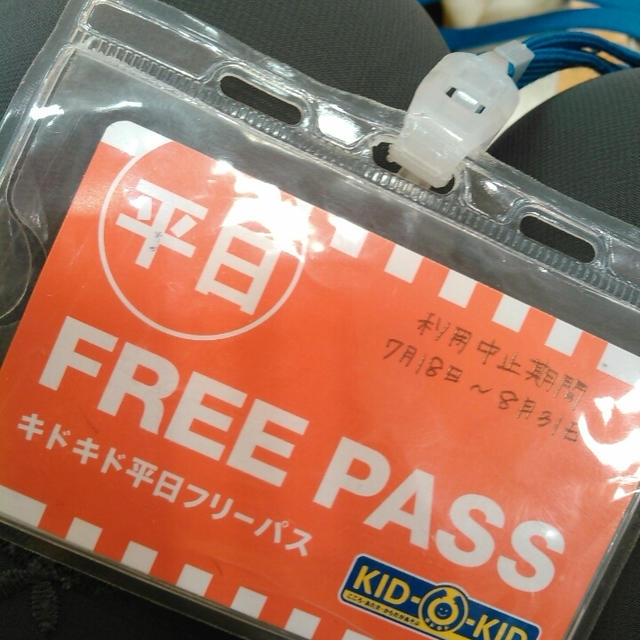 平日
利用中止期間
7月18日～8月31日
FREE PASS
キドキド平日フリーパス
KID-O-KID